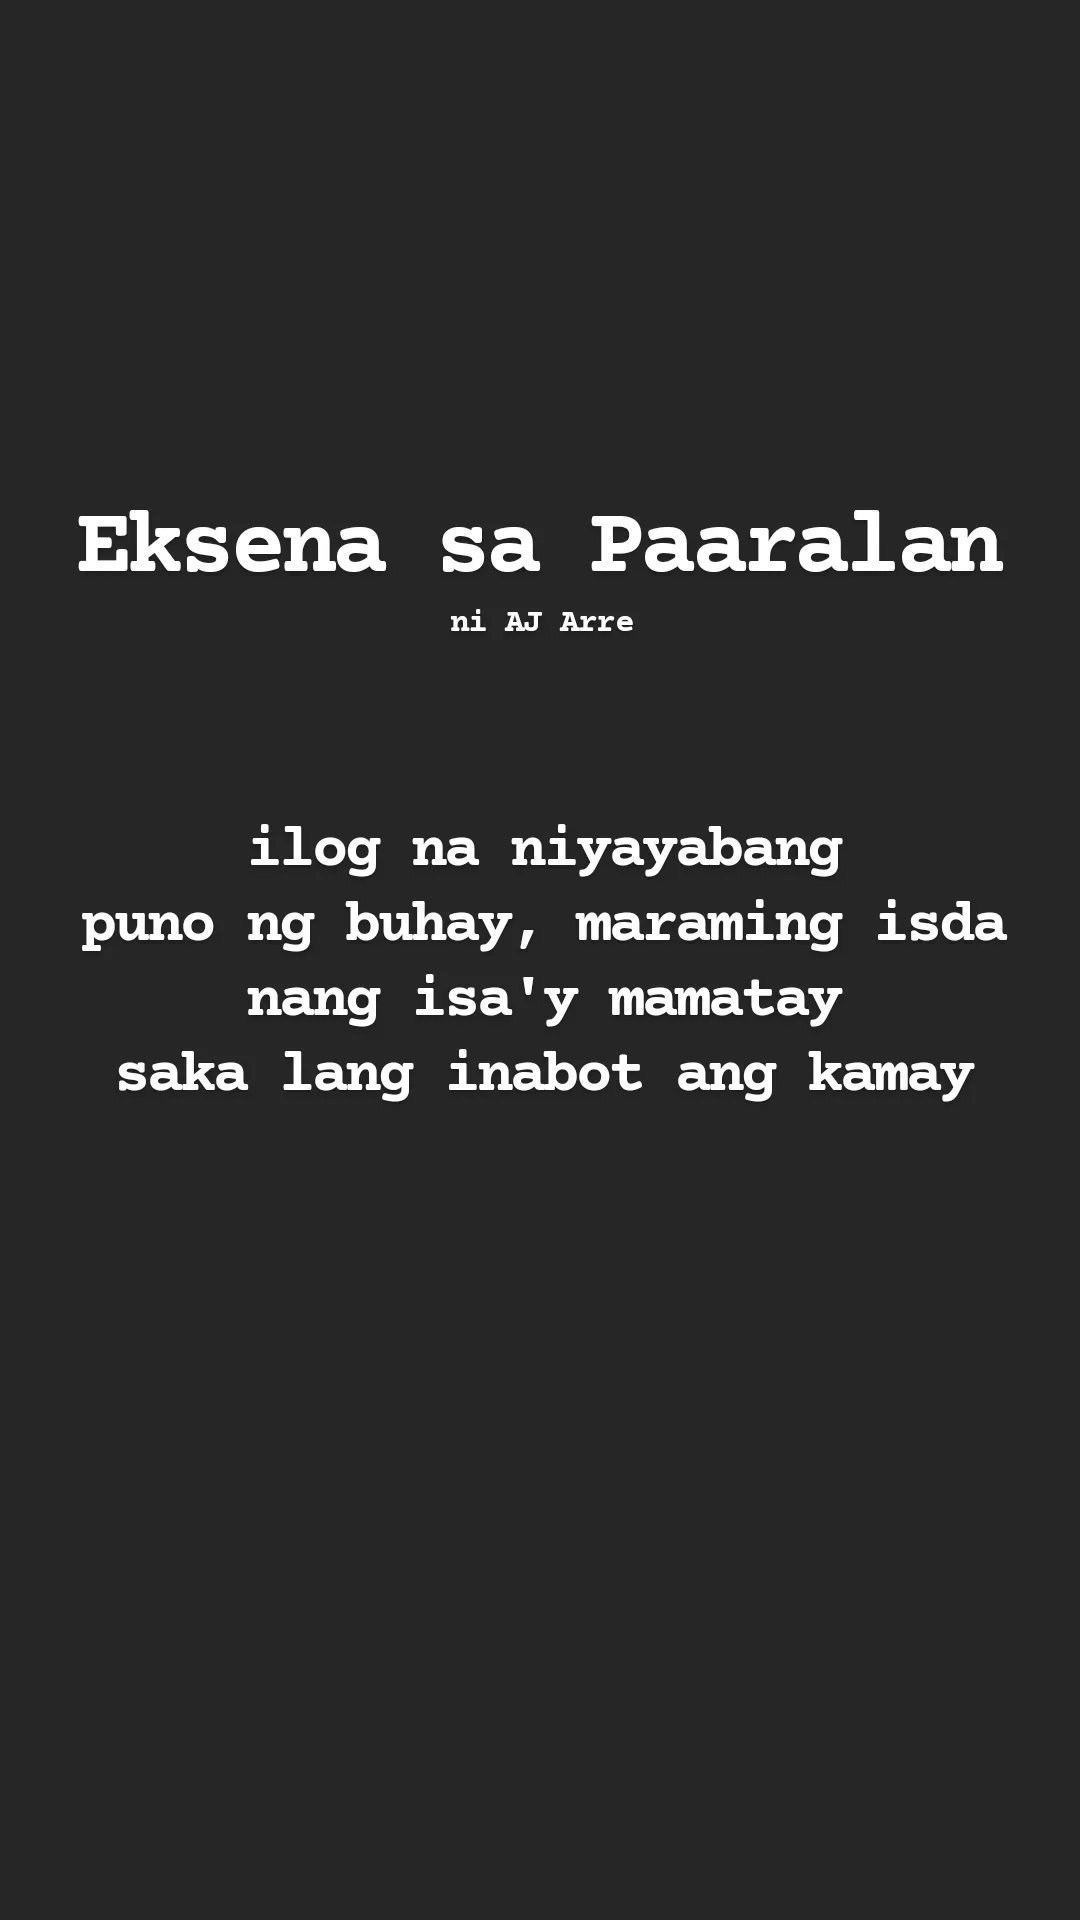 Eksena sa Paaralan
ni AJ Arre
ilog na niyayabang
puno ng buhay, maraming isda
nang isa'y mamatay
saka lang inabot ang kamay